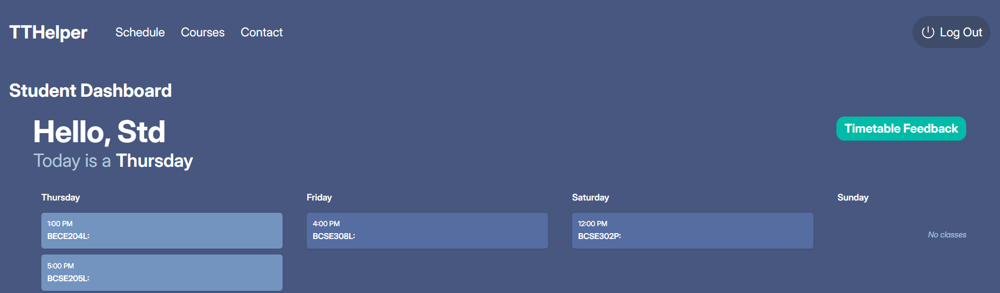 TTHelper Schedule Courses Contact Log Out
Student Dashboard
Hello, Std
Timetable Feedback
Today is a Thursday
Thursday
1:00 PM
BECE204L:
5:00 PM
BCSE205L:
Friday
4:00 PM
BCSE308L:
Saturday
12:00 PM
BCSE302P:
Sunday
No classes